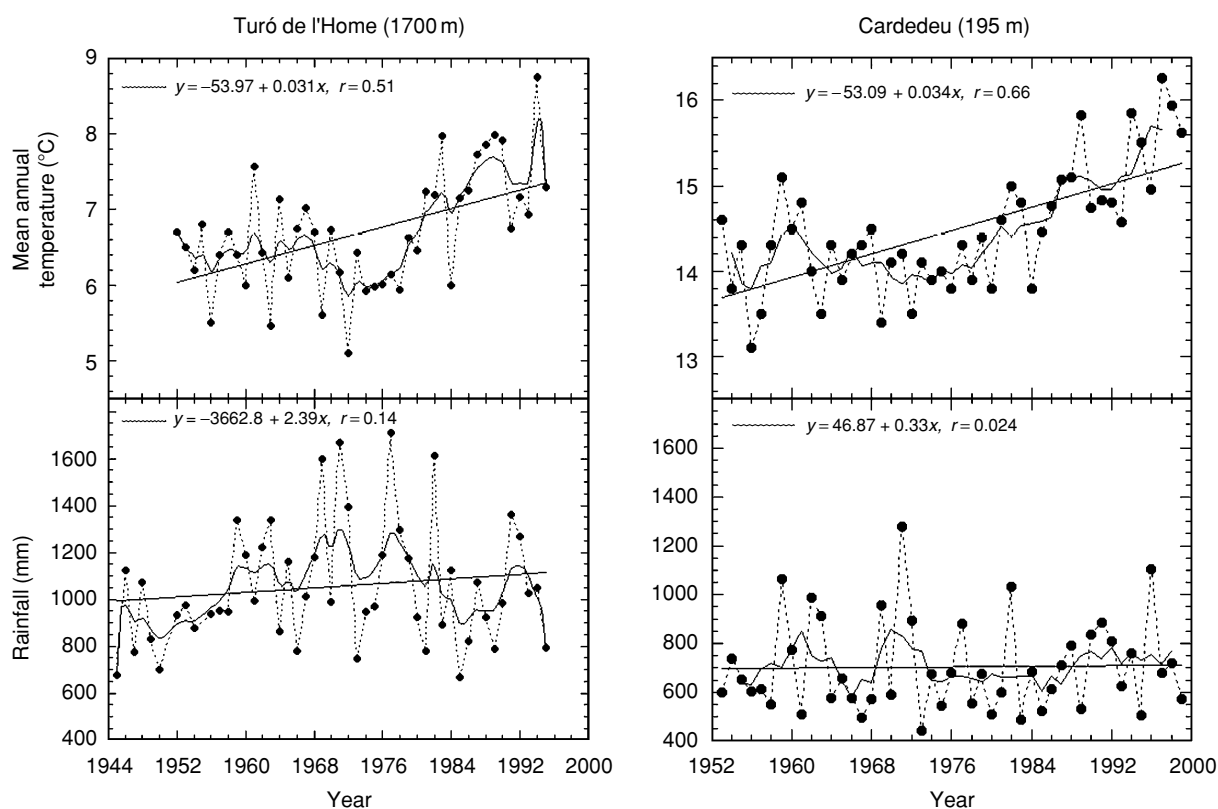 Turó de l'Home (1700 m)
Cardedeu (195 m)
Mean annual
temperature (°C)
9
8
7
6
5
y = −53.97 + 0.031x, r = 0.51
16
15
14
13
y = −53.09 + 0.034x, r = 0.66
Rainfall (mm)
1600
1400
1200
1000
800
600
400
y = −3662.8 + 2.39x, r = 0.14
1944 1952 1960 1968 1976 1984 1992 2000
Year
1600
1400
1200
1000
800
600
400
y = 46.87 + 0.33x, r = 0.024
1952 1960 1968 1976 1984 1992 2000
Year